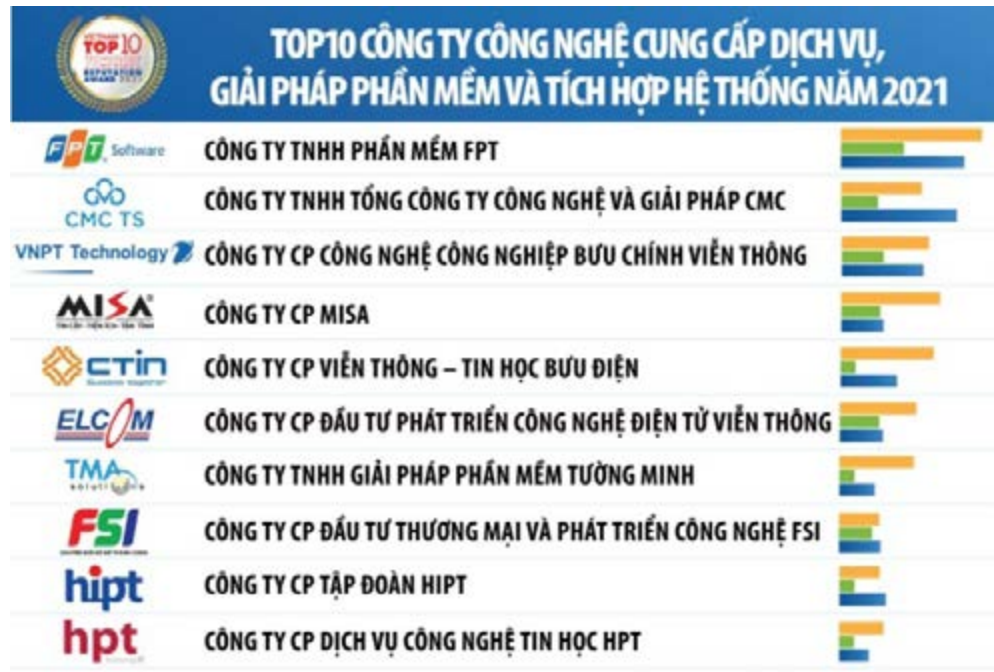 TOP 10
TOP10 CÔNG TY CÔNG NGHỆ CUNG CẤP DỊCH VỤ,
GIẢI PHÁP PHẦN MỀM VÀ TÍCH HỢP HỆ THỐNG NĂM 2021
FPT Software
CÔNG TY TNHH PHẦN MỀM FPT
CMC TS
CÔNG TY TNHH TỔNG CÔNG TY CÔNG NGHỆ VÀ GIẢI PHÁP CMC
VNPT Technology
CÔNG TY CP CÔNG NGHỆ CÔNG NGHIỆP BƯU CHÍNH VIỄN THÔNG
MISA
CÔNG TY CP MISA
CTIN
CÔNG TY CP VIỄN THÔNG – TIN HỌC BƯU ĐIỆN
ELCOM
CÔNG TY CP ĐẦU TƯ PHÁT TRIỂN CÔNG NGHỆ ĐIỆN TỬ VIỄN THÔNG
TMA
solutions
CÔNG TY TNHH GIẢI PHÁP PHẦN MỀM TƯỜNG MINH
FSI
CÔNG TY CP ĐẦU TƯ THƯƠNG MẠI VÀ PHÁT TRIỂN CÔNG NGHỆ FSI
hipt
CÔNG TY CP TẬP ĐOÀN HIPT
hpt
CÔNG TY CP DỊCH VỤ CÔNG NGHỆ TIN HỌC HPT